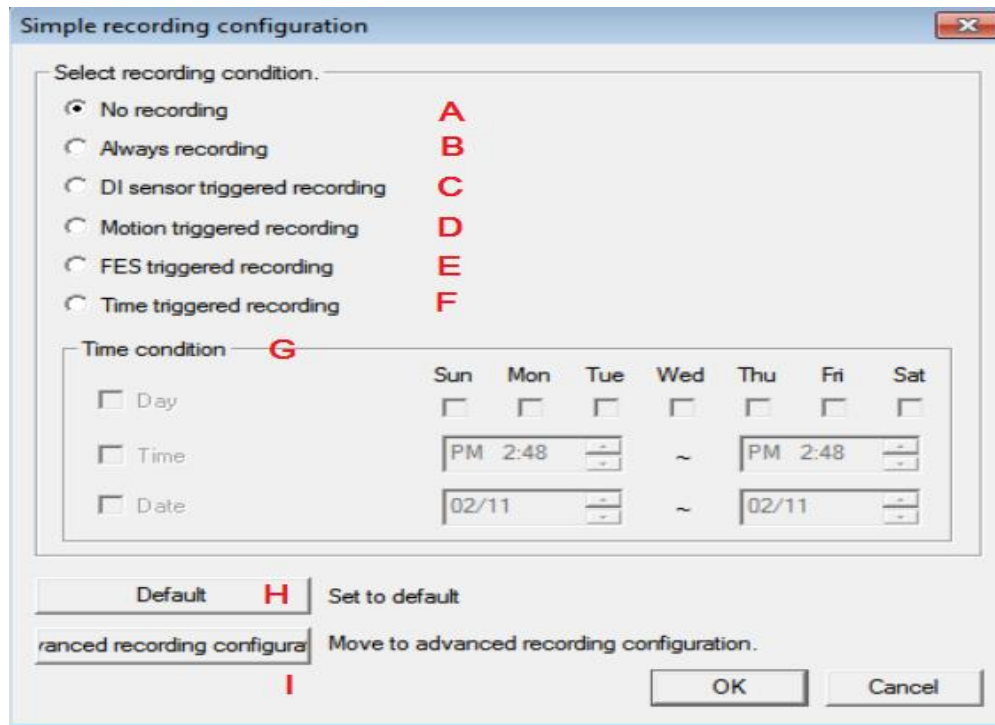 Simple recording configuration
Select recording condition.
No recording A
Always recording B
DI sensor triggered recording C
Motion triggered recording D
FES triggered recording E
Time triggered recording F
Time condition G
Sun Mon Tue Wed Thu Fri Sat
Day
Time PM 2:48 ~ PM 2:48
Date 02/11 ~ 02/11
Default H Set to default
vanced recording configurat Move to advanced recording configuration.
I
OK Cancel